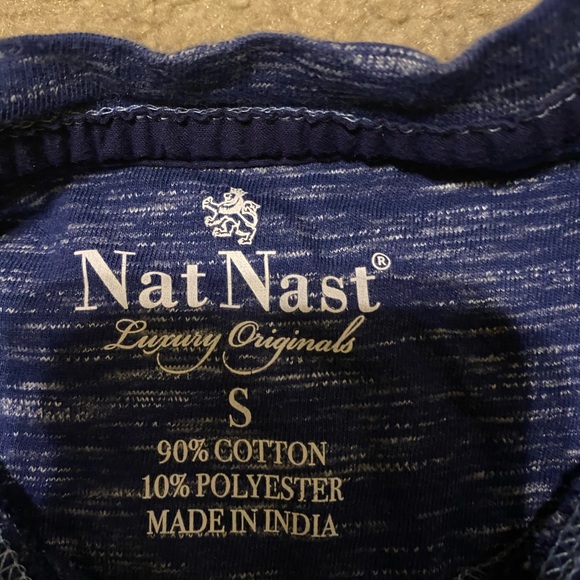 Nat Nast®
Luxury Originals
S
90% COTTON
10% POLYESTER
MADE IN INDIA